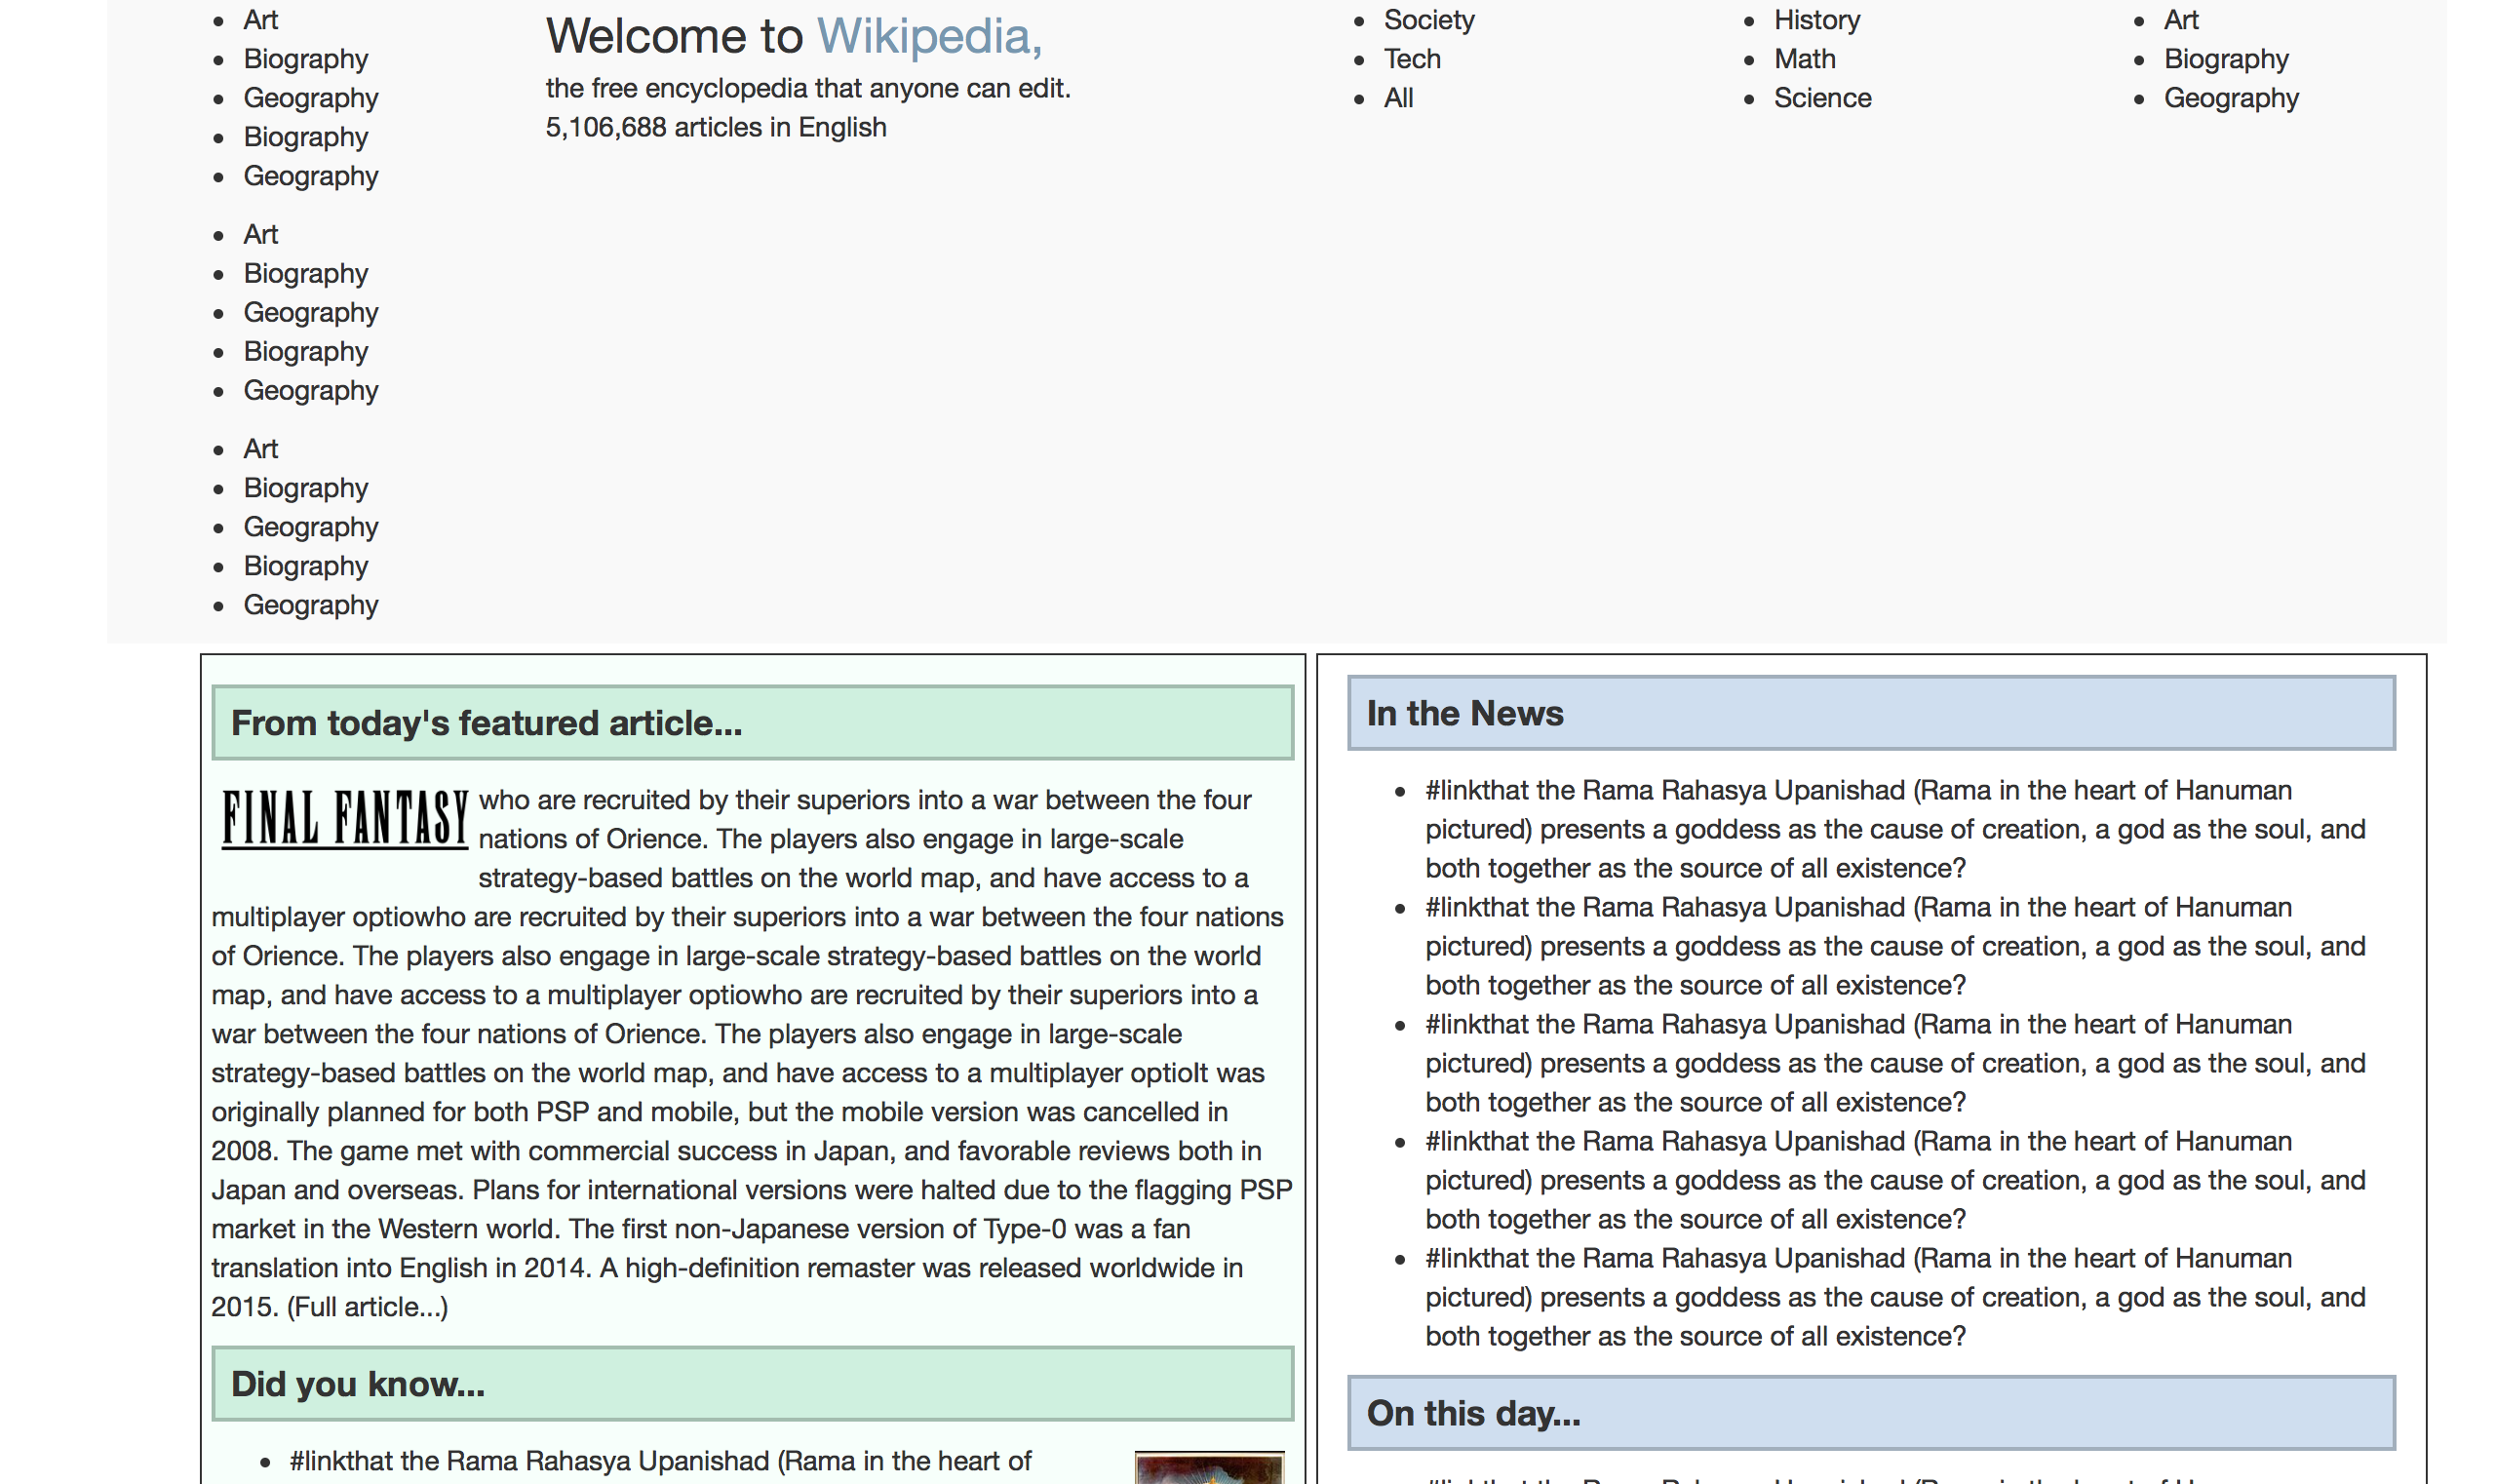 Art
Biography
Geography
Biography
Geography
Art
Biography
Geography
Biography
Geography
Art
Biography
Geography
Biography
Geography
Welcome to Wikipedia,
the free encyclopedia that anyone can edit.
5,106,688 articles in English
Society
Tech
All
History
Math
Science
Art
Biography
Geography
From today's featured article...
FINAL FANTASY
who are recruited by their superiors into a war between the four
nations of Orience. The players also engage in large-scale
strategy-based battles on the world map, and have access to a
multiplayer optiowho are recruited by their superiors into a war between the four nations
of Orience. The players also engage in large-scale strategy-based battles on the world
map, and have access to a multiplayer optiowho are recruited by their superiors into a
war between the four nations of Orience. The players also engage in large-scale
strategy-based battles on the world map, and have access to a multiplayer optioIt was
originally planned for both PSP and mobile, but the mobile version was cancelled in
2008. The game met with commercial success in Japan, and favorable reviews both in
Japan and overseas. Plans for international versions were halted due to the flagging PSP
market in the Western world. The first non-Japanese version of Type-0 was a fan
translation into English in 2014. A high-definition remaster was released worldwide in
2015. (Full article...)
Did you know...
#linkthat the Rama Rahasya Upanishad (Rama in the heart of
In the News
#linkthat the Rama Rahasya Upanishad (Rama in the heart of Hanuman
pictured) presents a goddess as the cause of creation, a god as the soul, and
both together as the source of all existence?
#linkthat the Rama Rahasya Upanishad (Rama in the heart of Hanuman
pictured) presents a goddess as the cause of creation, a god as the soul, and
both together as the source of all existence?
#linkthat the Rama Rahasya Upanishad (Rama in the heart of Hanuman
pictured) presents a goddess as the cause of creation, a god as the soul, and
both together as the source of all existence?
#linkthat the Rama Rahasya Upanishad (Rama in the heart of Hanuman
pictured) presents a goddess as the cause of creation, a god as the soul, and
both together as the source of all existence?
#linkthat the Rama Rahasya Upanishad (Rama in the heart of Hanuman
pictured) presents a goddess as the cause of creation, a god as the soul, and
both together as the source of all existence?
On this day...